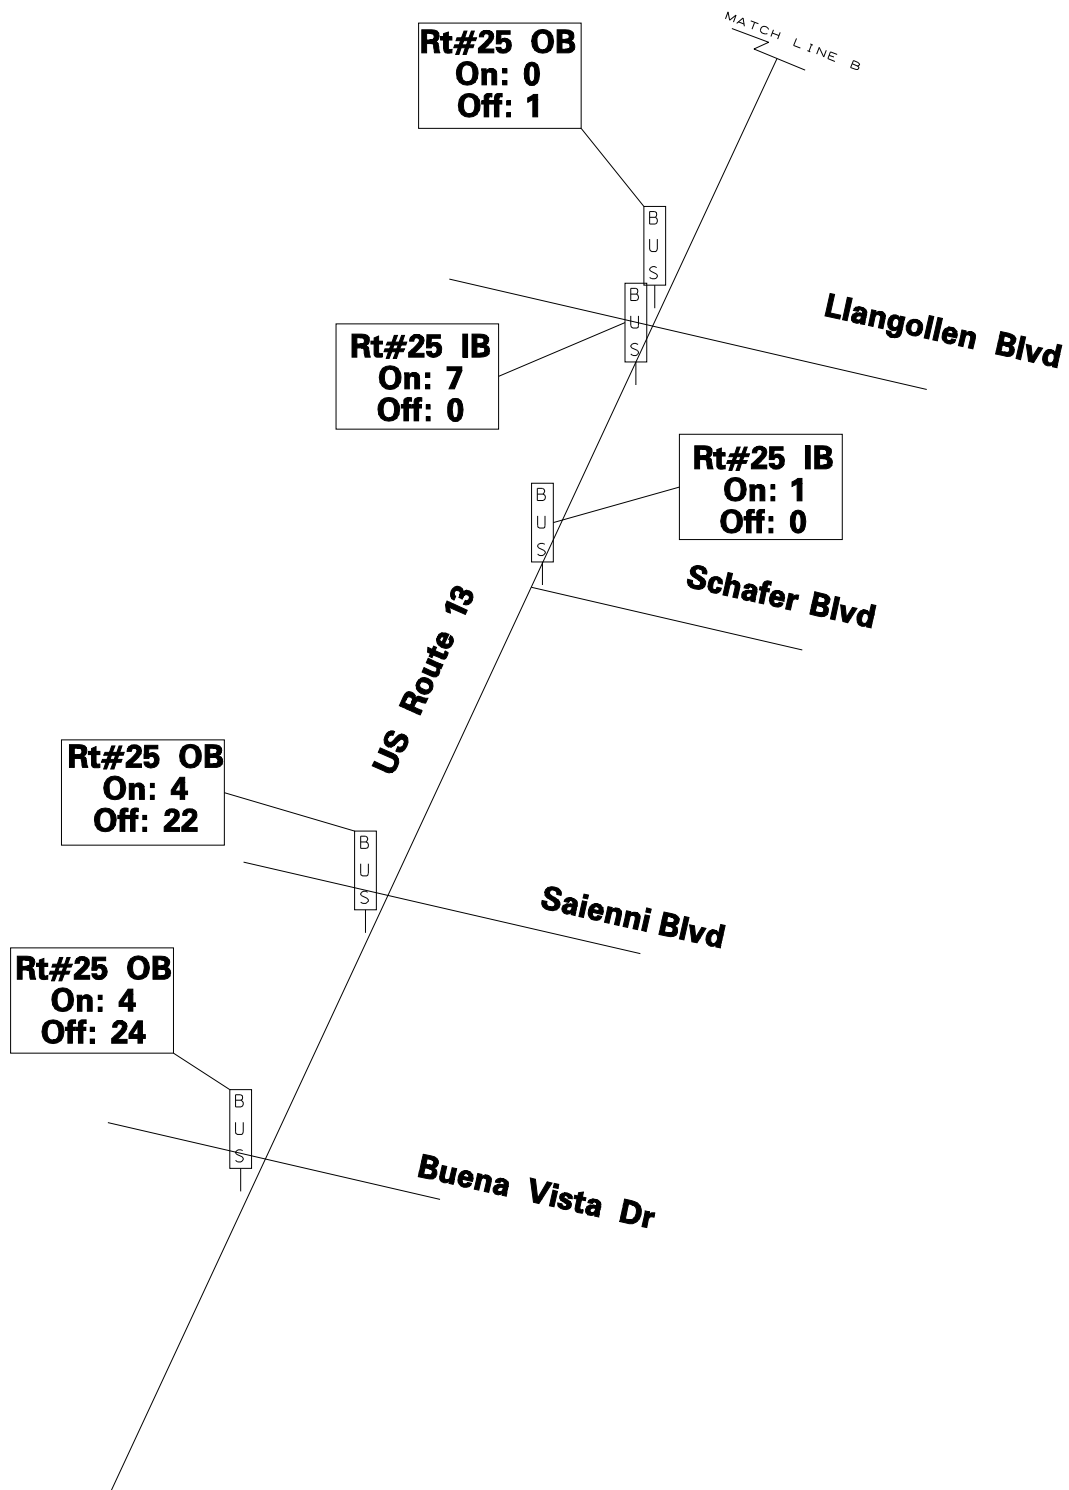 MATCH LINE B
Rt#25 OB
On: 0
Off: 1
BUS
BUS
Llangollen Blvd
Rt#25 IB
On: 7
Off: 0
Rt#25 IB
On: 1
Off: 0
BUS
Schafer Blvd
US Route 13
Rt#25 OB
On: 4
Off: 22
BUS
Saienni Blvd
Rt#25 OB
On: 4
Off: 24
BUS
Buena Vista Dr